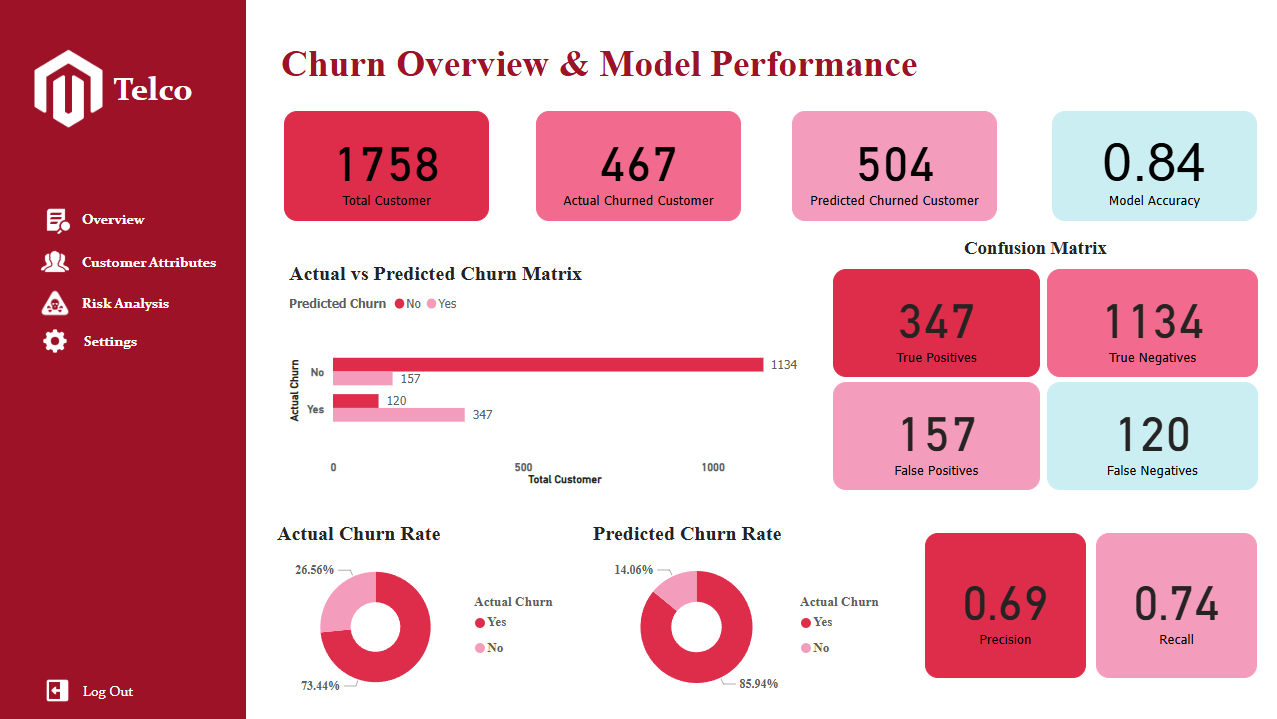 Telco
Overview
Customer Attributes
Risk Analysis
Settings
Log Out
Churn Overview & Model Performance
1758
Total Customer
467
Actual Churned Customer
504
Predicted Churned Customer
0.84
Model Accuracy
Actual vs Predicted Churn Matrix
Predicted Churn No Yes
Actual Churn
No
1134
157
Yes
120
347
0 500 1000
Total Customer
Confusion Matrix
347
True Positives
1134
True Negatives
157
False Positives
120
False Negatives
Actual Churn Rate
26.56%
73.44%
Actual Churn
Yes
No
Predicted Churn Rate
14.06%
85.94%
Actual Churn
Yes
No
0.69
Precision
0.74
Recall